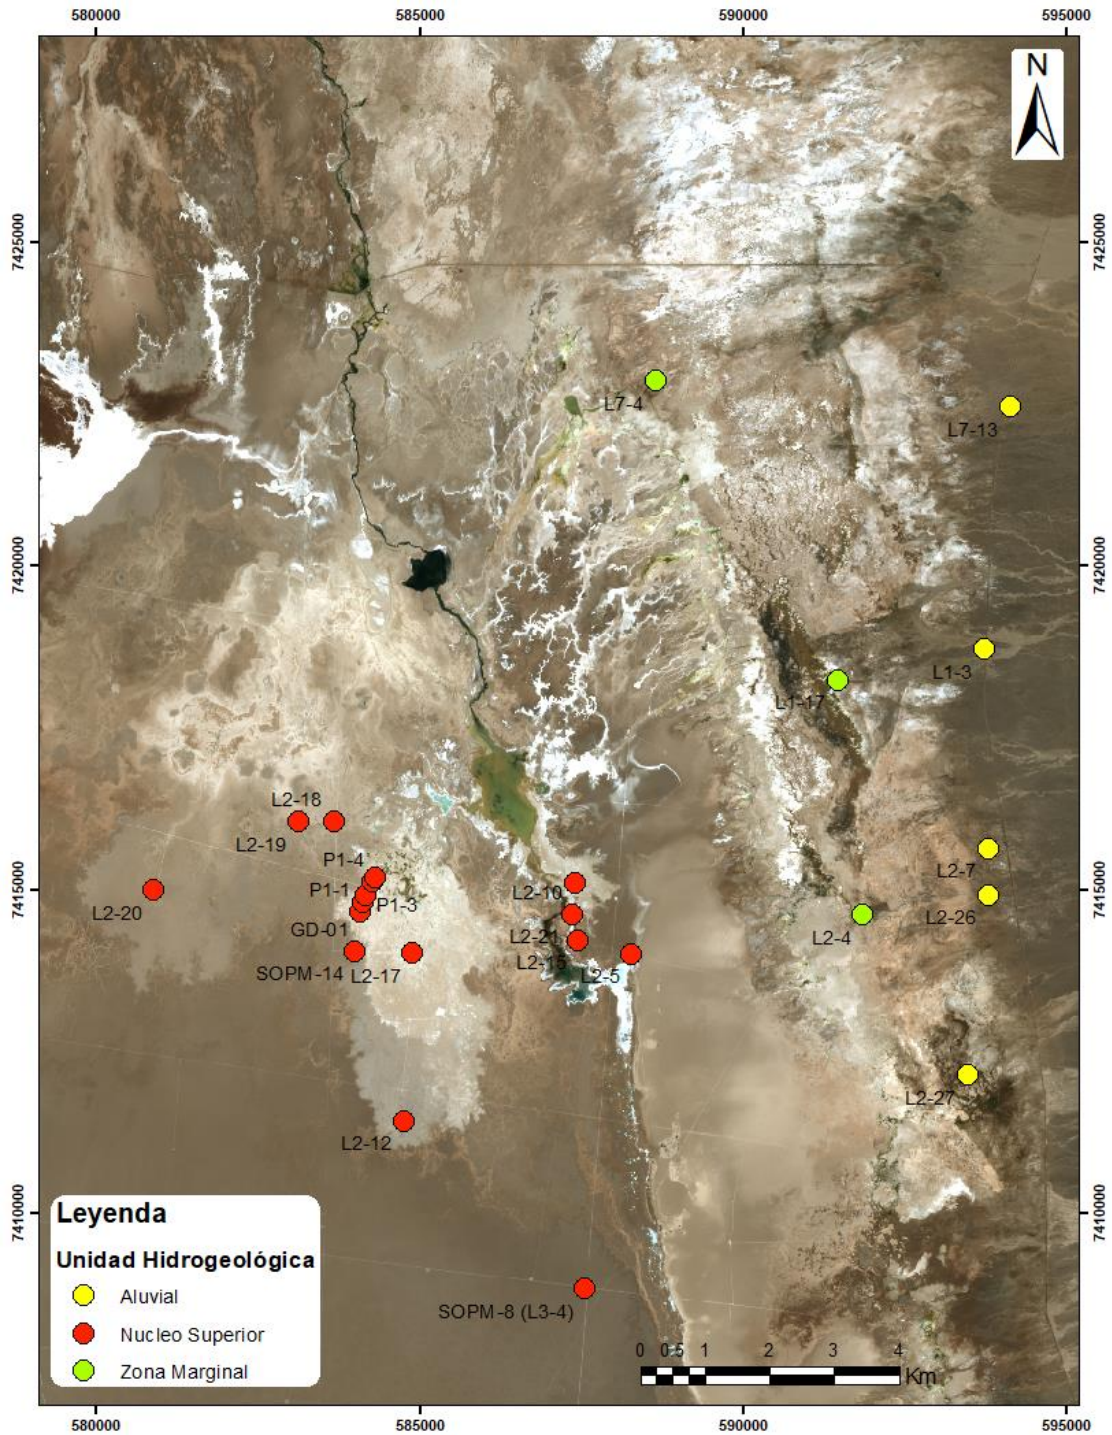 580000
585000
590000
595000
N
7425000
7425000
L7-4
L7-13
7420000
7420000
L1-3
L1-17
L2-18
L2-19
P1-4
L2-7
7415000
7415000
P1-1
L2-10
L2-20
P1-3
L2-26
GD-01
L2-21
L2-4
L2-15
SOPM-14
L2-17
L2-5
L2-27
L2-12
7410000
7410000
Leyenda
Unidad Hidrogeológica
Aluvial
Nucleo Superior
Zona Marginal
SOPM-8 (L3-4)
0 0.5 1 2 3 4
Km
580000
585000
590000
595000